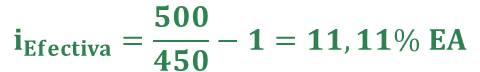 i_Efectiva = 500/450 − 1 = 11,11% EA